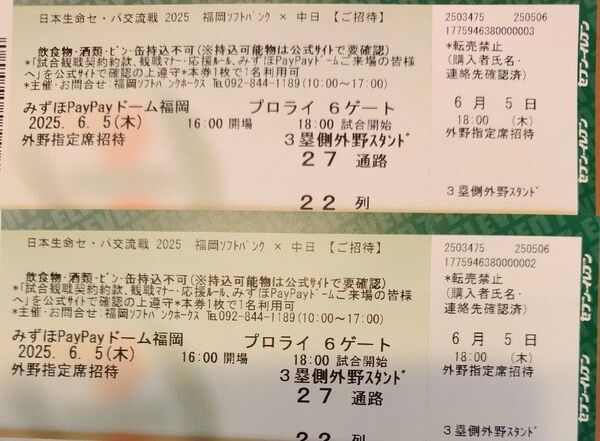 日本生命セ・パ交流戦 2025 福岡ソフトバンク × 中日 【ご招待】
飲食物・酒類・ビン・缶持込不可(※持込可能物は公式サイトで要確認)
*「試合観戦契約約款、観戦マナー・応援ルール、みずほPayPayドームご来場の皆様
へ」を公式サイトで確認の上遵守*本券1枚で1名利用可
*主催・お問合せ:福岡ソフトバンクホークス TEL092-844-1189(10:00~17:00)
みずほPayPayドーム福岡 プロライ 6ゲート
2025. 6. 5(木) 16:00 開場 18:00 試合開始
外野指定席招待 3塁側外野スタンド
27 通路
22 列
2503475 250506
1775946380000003
*転売禁止
(購入者氏名・
連絡先確認済)
6月 5日
18:00 (木)
外野指定席招待
3塁側外野スタンド
セブン-イレブン
日本生命セ・パ交流戦 2025 福岡ソフトバンク × 中日 【ご招待】
飲食物・酒類・ビン・缶持込不可(※持込可能物は公式サイトで要確認)
*「試合観戦契約約款、観戦マナー・応援ルール、みずほPayPayドームご来場の皆様
へ」を公式サイトで確認の上遵守*本券1枚で1名利用可
*主催・お問合せ:福岡ソフトバンクホークス TEL092-844-1189(10:00~17:00)
みずほPayPayドーム福岡 プロライ 6ゲート
2025. 6. 5(木) 16:00 開場 18:00 試合開始
外野指定席招待 3塁側外野スタンド
27 通路
22 列
2503475 250506
1775946380000002
*転売禁止
(購入者氏名・
連絡先確認済)
6月 5日
18:00 (木)
外野指定席招待
3塁側外野スタンド
セブン-イレブン
セブン-イレブン